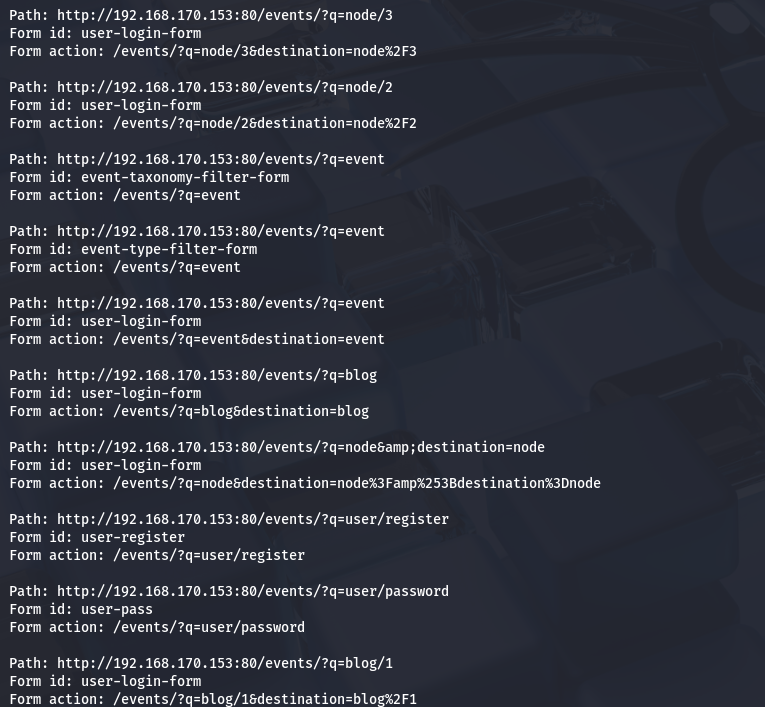 Path: http://192.168.170.153:80/events/?q=node/3
Form id: user-login-form
Form action: /events/?q=node/3&destination=node%2F3
Path: http://192.168.170.153:80/events/?q=node/2
Form id: user-login-form
Form action: /events/?q=node/2&destination=node%2F2
Path: http://192.168.170.153:80/events/?q=event
Form id: event-taxonomy-filter-form
Form action: /events/?q=event
Path: http://192.168.170.153:80/events/?q=event
Form id: event-type-filter-form
Form action: /events/?q=event
Path: http://192.168.170.153:80/events/?q=event
Form id: user-login-form
Form action: /events/?q=event&destination=event
Path: http://192.168.170.153:80/events/?q=blog
Form id: user-login-form
Form action: /events/?q=blog&destination=blog
Path: http://192.168.170.153:80/events/?q=node&amp;destination=node
Form id: user-login-form
Form action: /events/?q=node&destination=node%3Famp%253Bdestination%3Dnode
Path: http://192.168.170.153:80/events/?q=user/register
Form id: user-register
Form action: /events/?q=user/register
Path: http://192.168.170.153:80/events/?q=user/password
Form id: user-pass
Form action: /events/?q=user/password
Path: http://192.168.170.153:80/events/?q=blog/1
Form id: user-login-form
Form action: /events/?q=blog/1&destination=blog%2F1